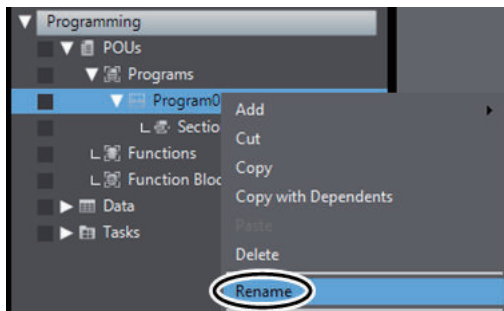 Programming
POUs
Programs
Program0
Sectio
Functions
Function Bloc
Data
Tasks
Add
Cut
Copy
Copy with Dependents
Paste
Delete
Rename